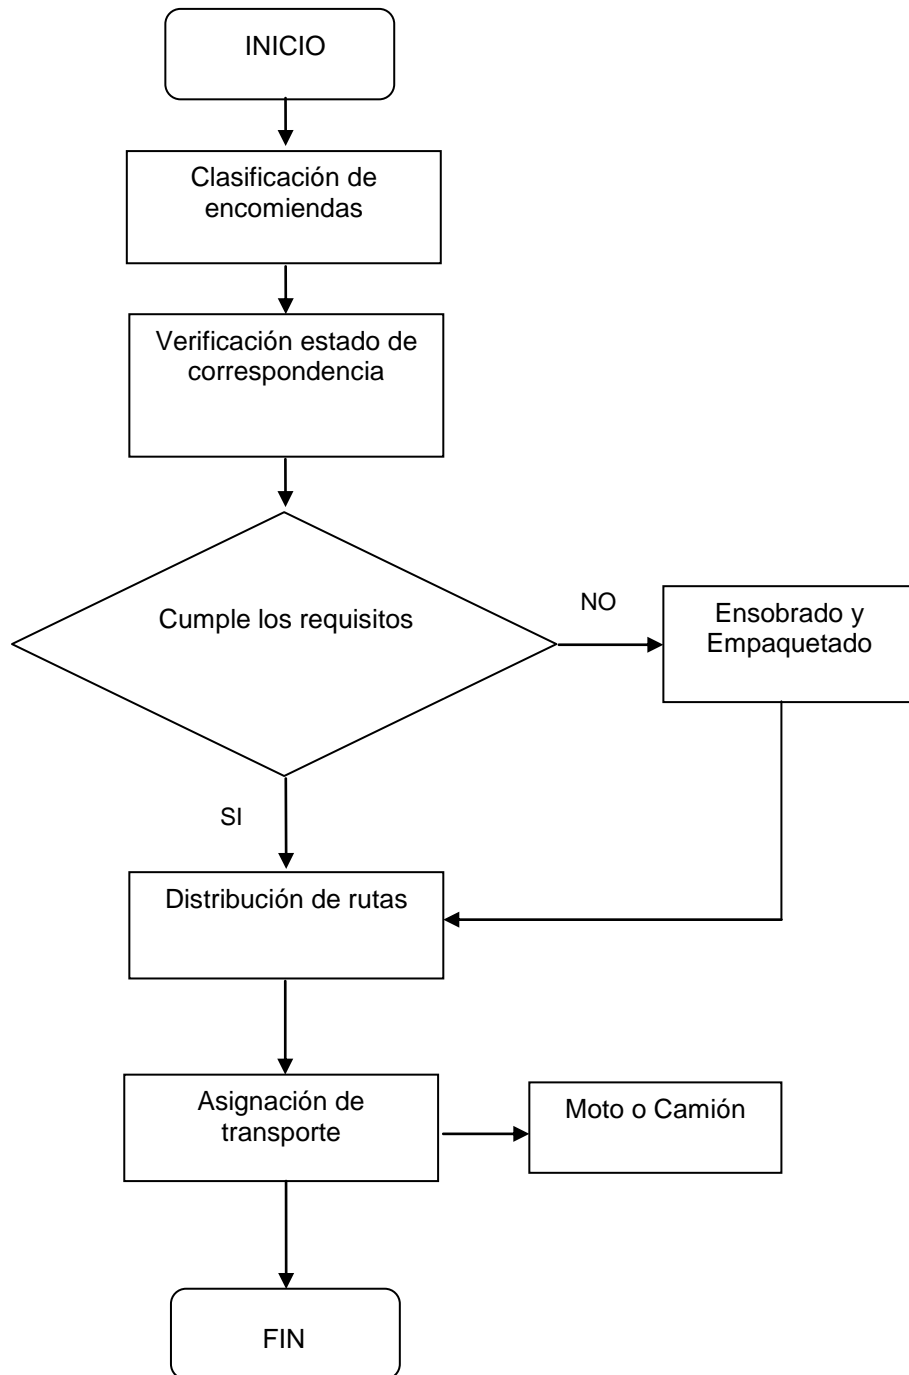 INICIO
Clasificación de
encomiendas
Verificación estado de
correspondencia
Cumple los requisitos
NO
Ensobrado y
Empaquetado
SI
Distribución de rutas
Asignación de
transporte
Moto o Camión
FIN